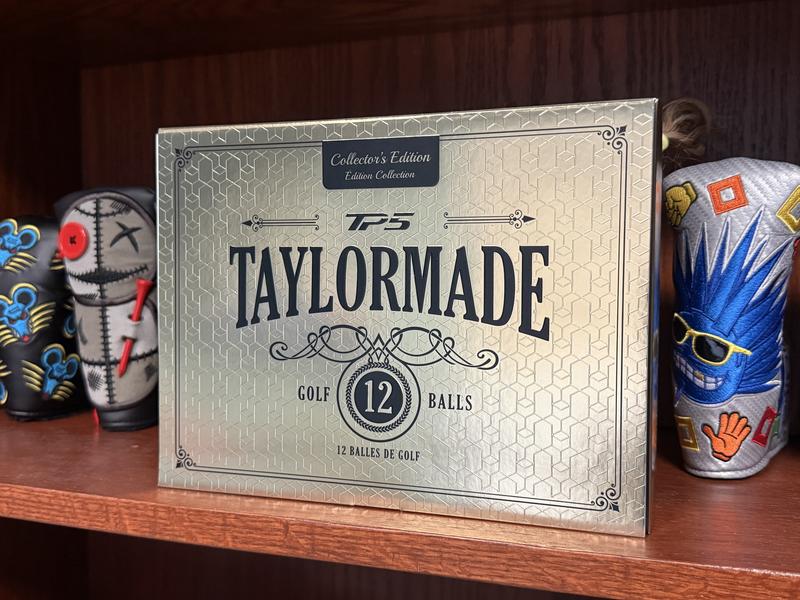 Collector's Edition
Edition Collection
TP5
TAYLORMADE
GOLF 12 BALLS
12 BALLES DE GOLF